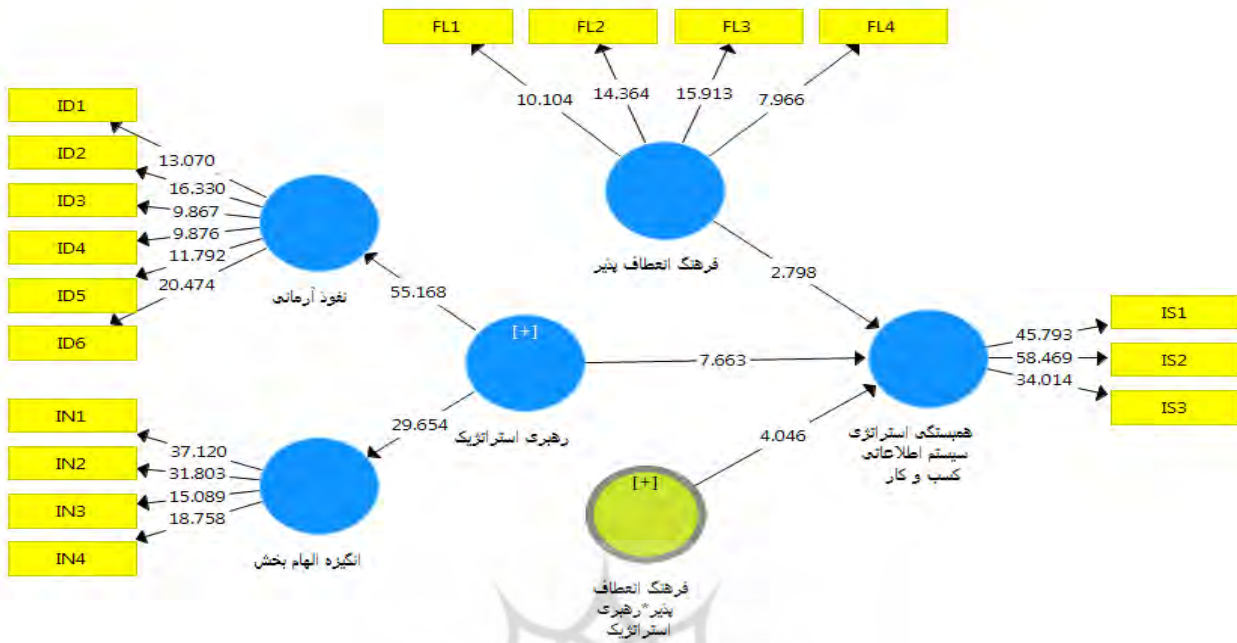 FL1
FL2
FL3
FL4
10.104
14.364
15.913
7.966
ID1
ID2
ID3
ID4
ID5
ID6
13.070
16.330
9.867
9.876
11.792
20.474
نفوذ آرمانی
فرهنگ انعطاف پذیر
55.168
2.798
[+]
رهبری استراتژیک
7.663
29.654
4.046
IS1
IS2
IS3
45.793
58.469
34.014
همبستگی استراتژی
سیستم اطلاعاتی
کسب و کار
IN1
IN2
IN3
IN4
37.120
31.803
15.089
18.758
انگیزه الهام بخش
[+]
فرهنگ انعطاف
پذیر*رهبری
استراتژیک